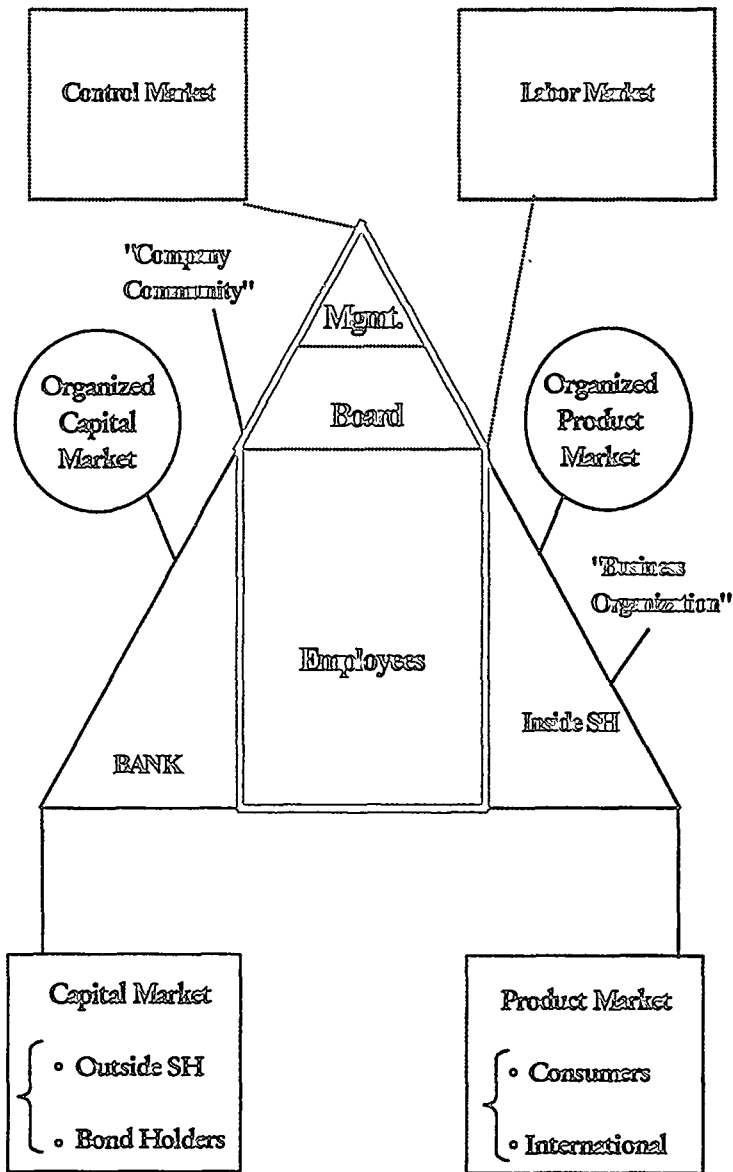 Control Market
Labor Market
"Company
Community"
Mgmt.
Organized
Capital
Market
Board
Organized
Product
Market
"Business
Organization"
Employees
Inside SH
BANK
Capital Market
• Outside SH
• Bond Holders
Product Market
• Consumers
• International